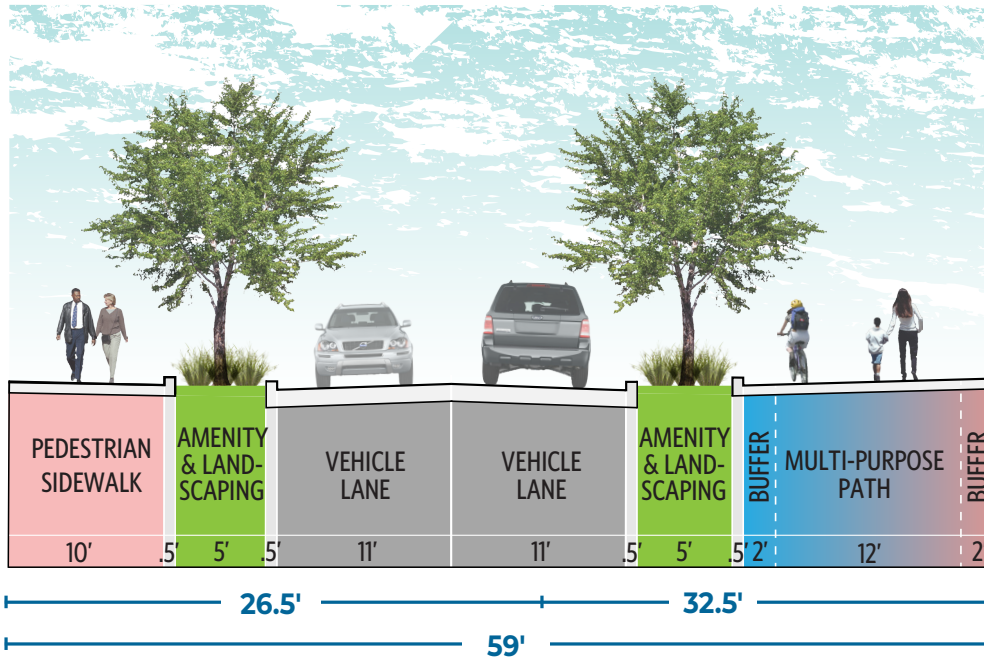 PEDESTRIAN
SIDEWALK
AMENITY
& LAND-
SCAPING
VEHICLE
LANE
VEHICLE
LANE
AMENITY
& LAND-
SCAPING
BUFFER
MULTI-PURPOSE
PATH
BUFFER
10' .5' 5' .5' 11' 11' .5' 5' .5' 2' 12' 2
26.5' 32.5'
59'